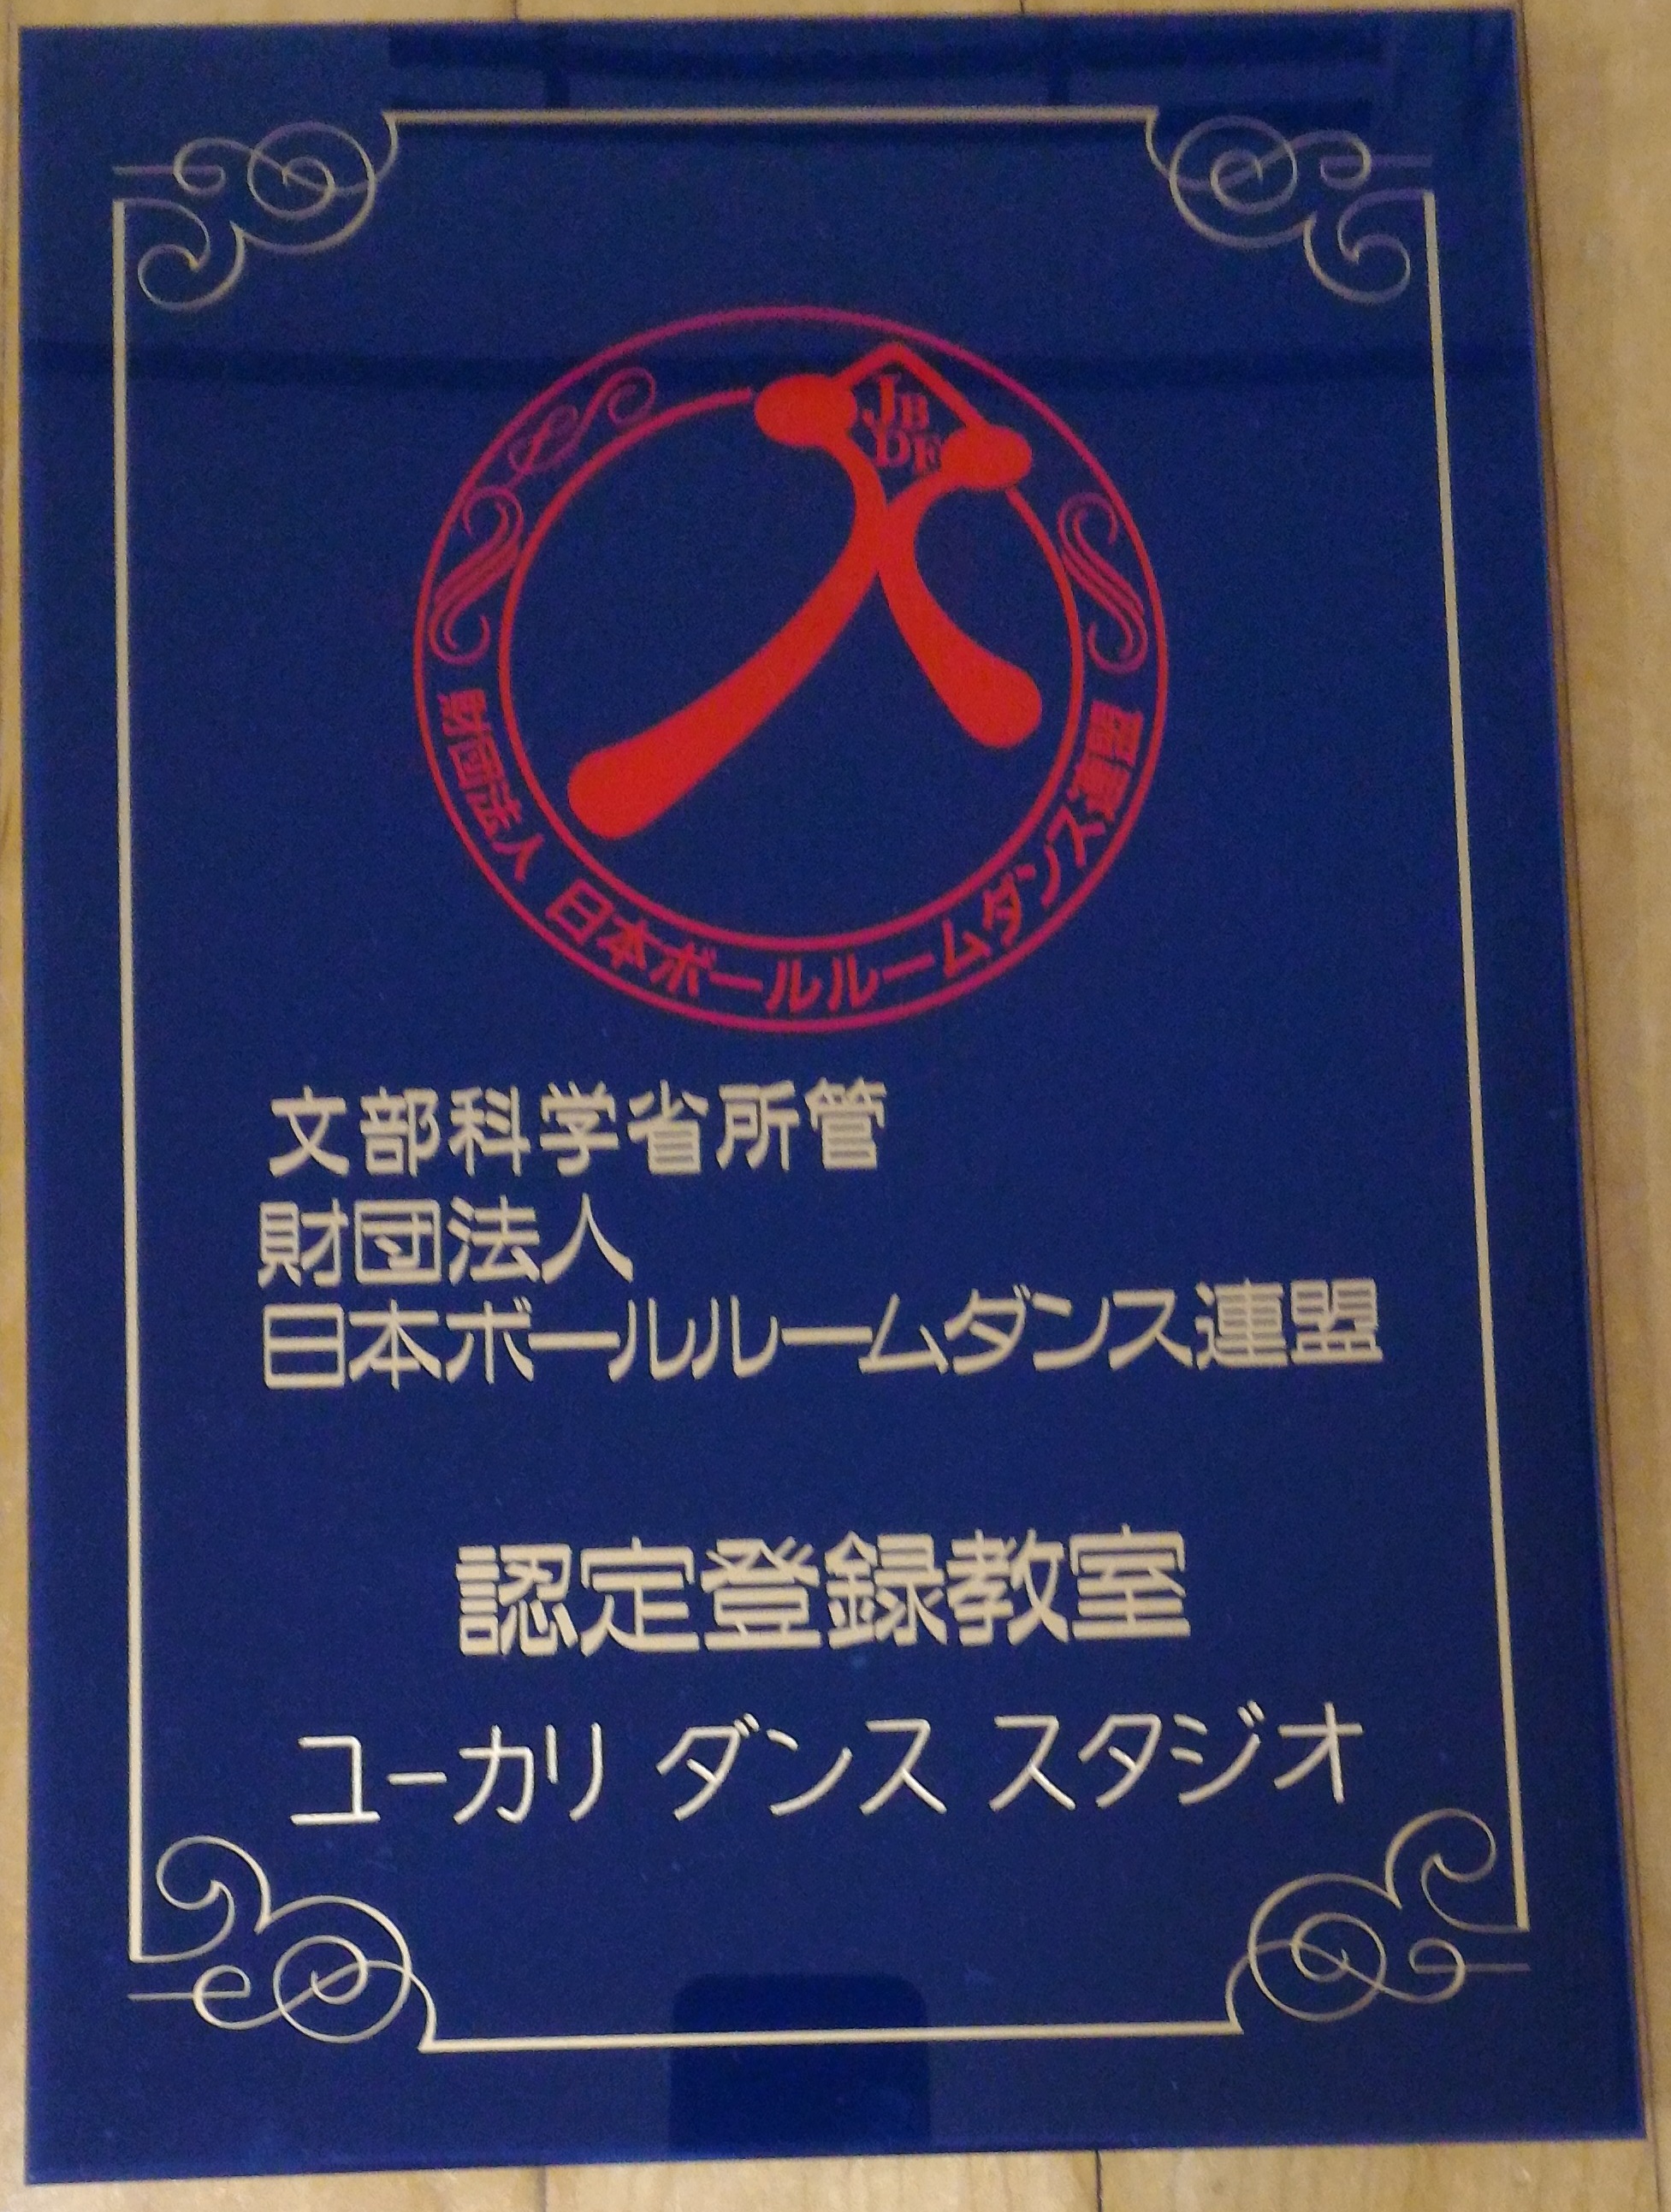 JB
DF
財団法人 日本ボールルームダンス連盟
文部科学省所管
財団法人
日本ボールルームダンス連盟
認定登録教室
ユーカリ ダンス スタジオ